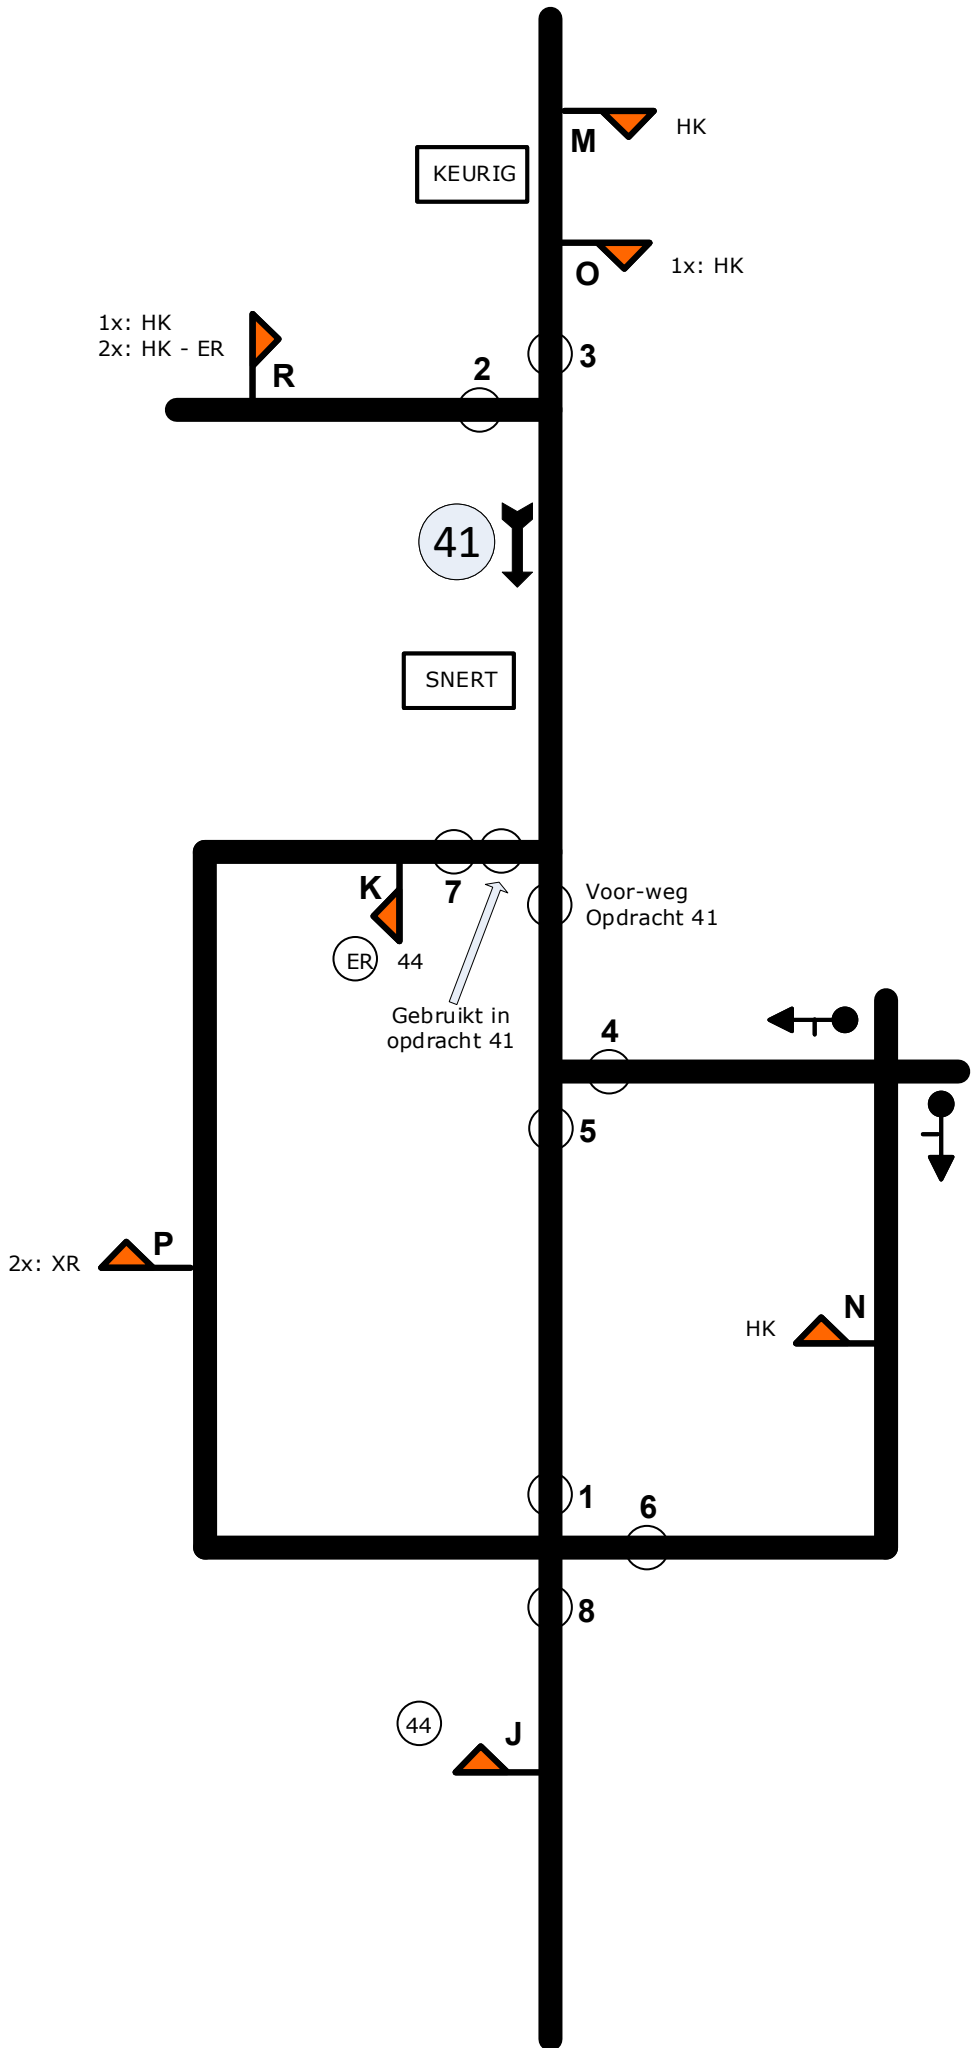 M
HK
KEURIG
O
1x: HK
1x: HK
2x: HK - ER
R
2
3
41
SNERT
K
7
Voor-weg
Opdracht 41
ER
44
Gebruikt in
opdracht 41
4
5
P
2x: XR
N
HK
1
6
8
44
J